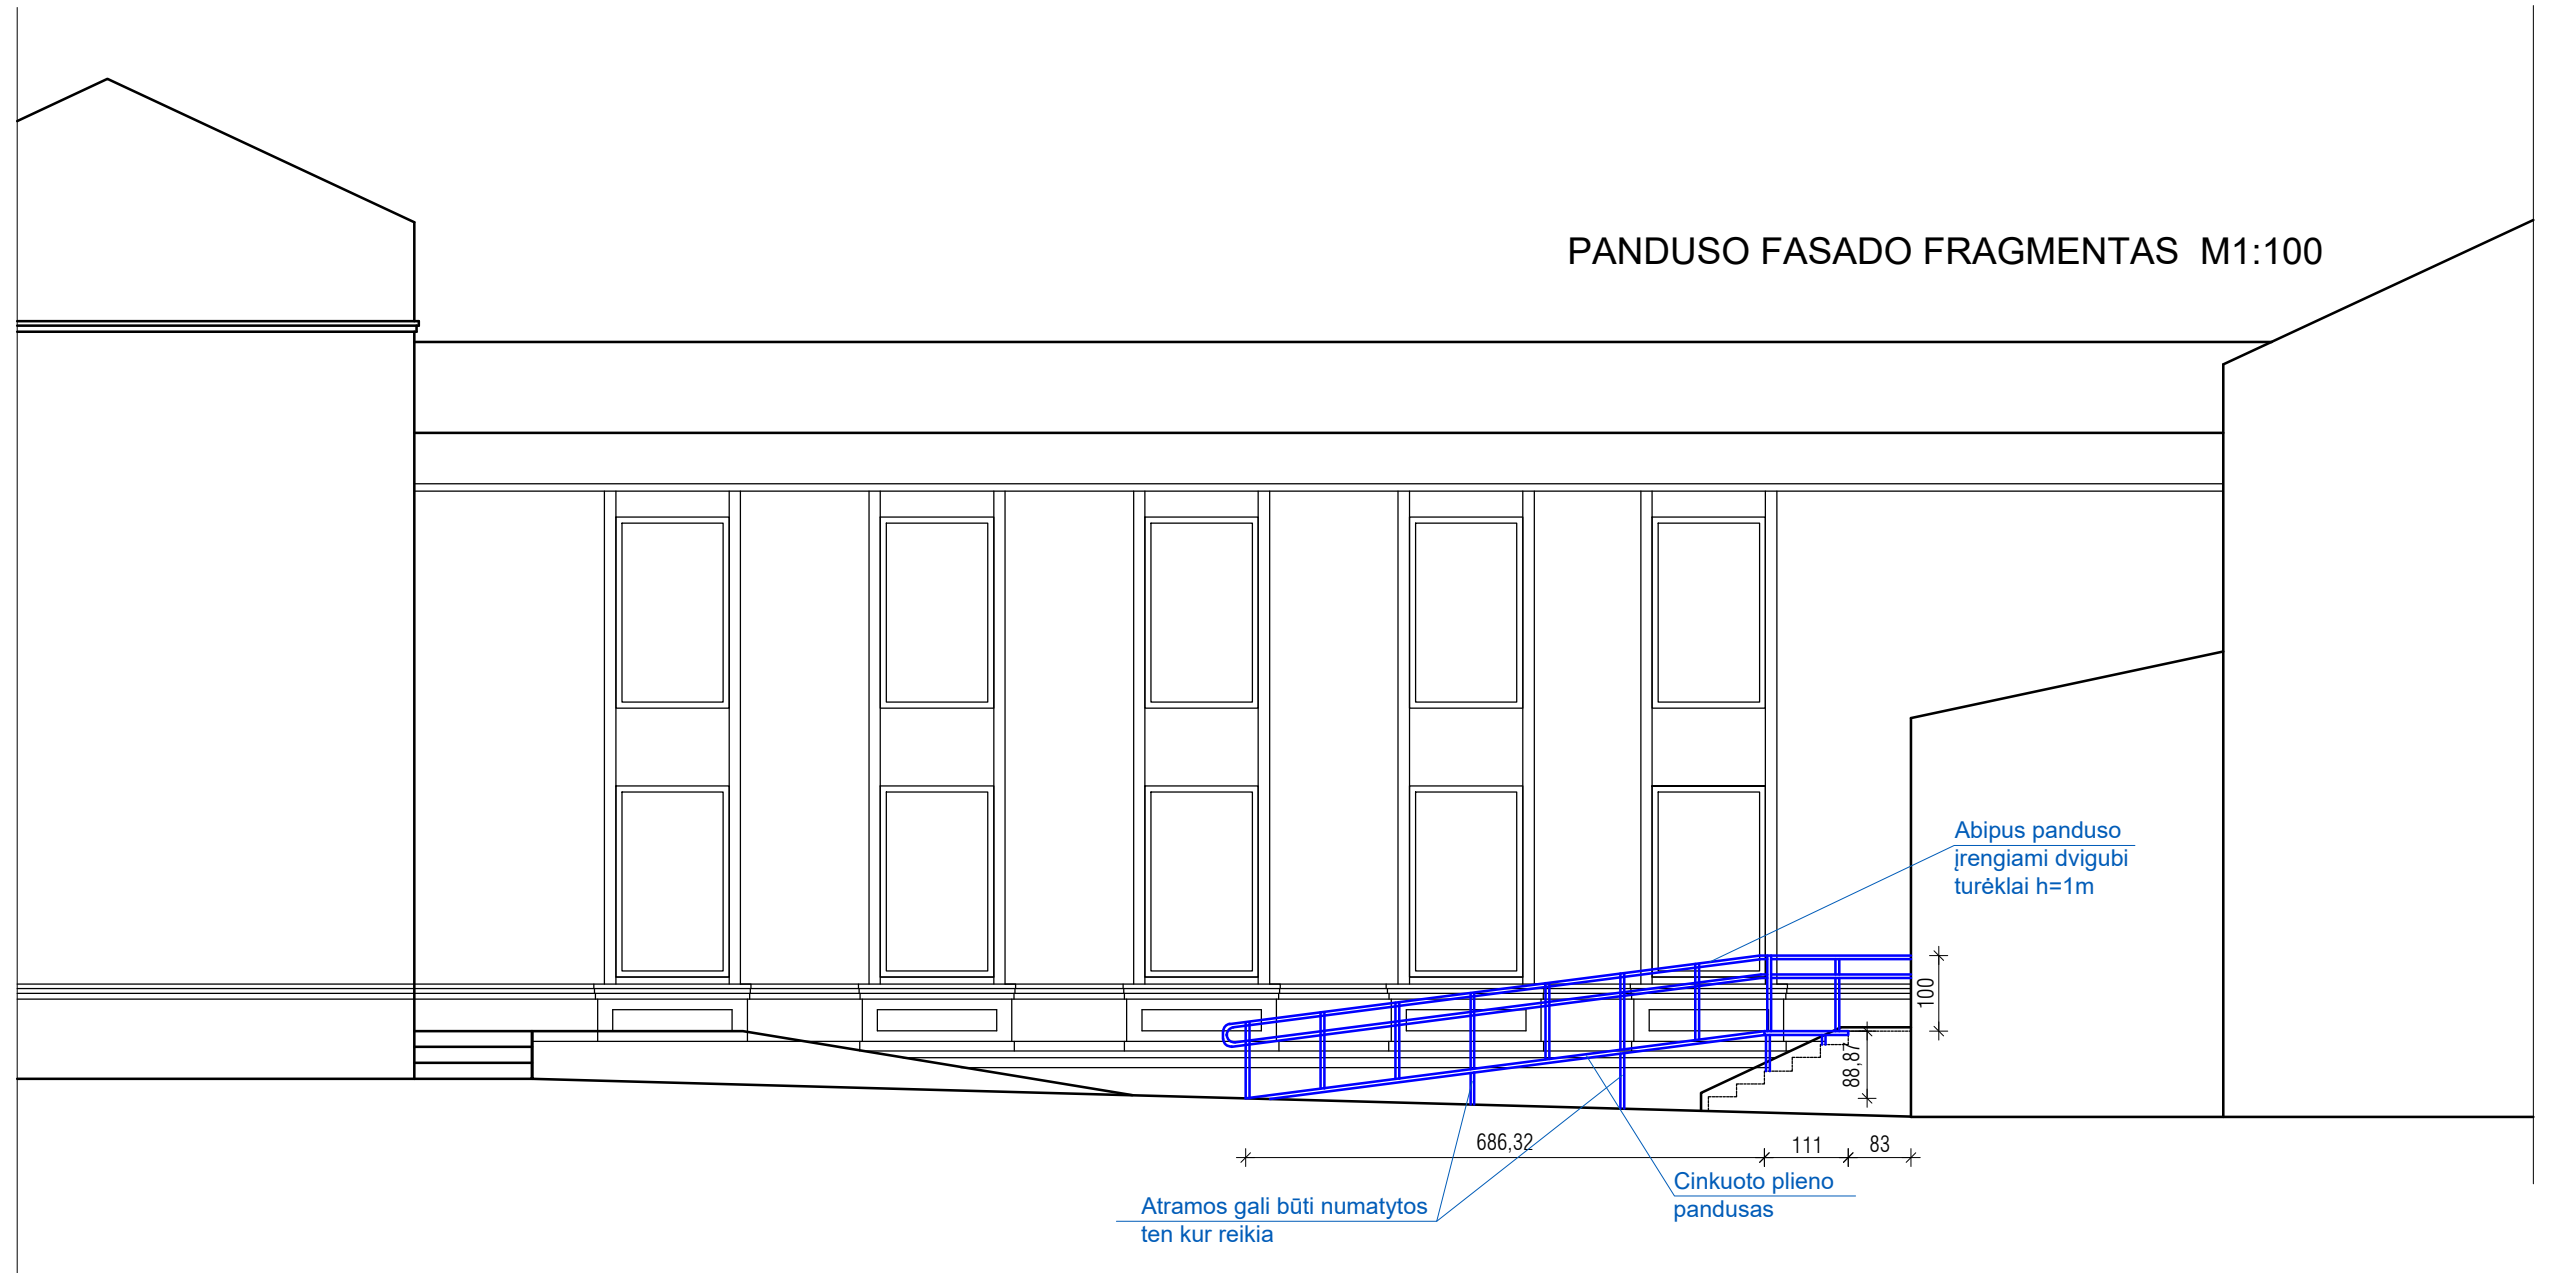 PANDUSO FASADO FRAGMENTAS  M1:100
Abipus panduso
įrengiami dvigubi
turėklai h=1m
100
88,87
686,32
111
83
Cinkuoto plieno
pandusas
Atramos gali būti numatytos
ten kur reikia